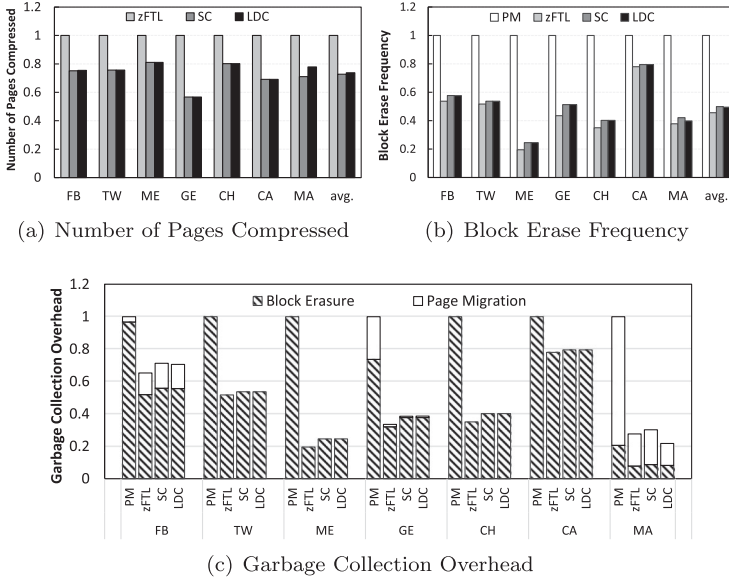 zFTL SC LDC
Number of Pages Compressed
1.2
1
0.8
0.6
0.4
0.2
0
FB TW ME GE CH CA MA avg.
(a) Number of Pages Compressed
PM zFTL SC LDC
Block Erase Frequency
1.2
1
0.8
0.6
0.4
0.2
0
FB TW ME GE CH CA MA avg.
(b) Block Erase Frequency
Block Erasure Page Migration
Garbage Collection Overhead
1.2
1
0.8
0.6
0.4
0.2
0
PM zFTL SC LDC PM zFTL SC LDC PM zFTL SC LDC PM zFTL SC LDC PM zFTL SC LDC PM zFTL SC LDC PM zFTL SC LDC
FB TW ME GE CH CA MA
(c) Garbage Collection Overhead